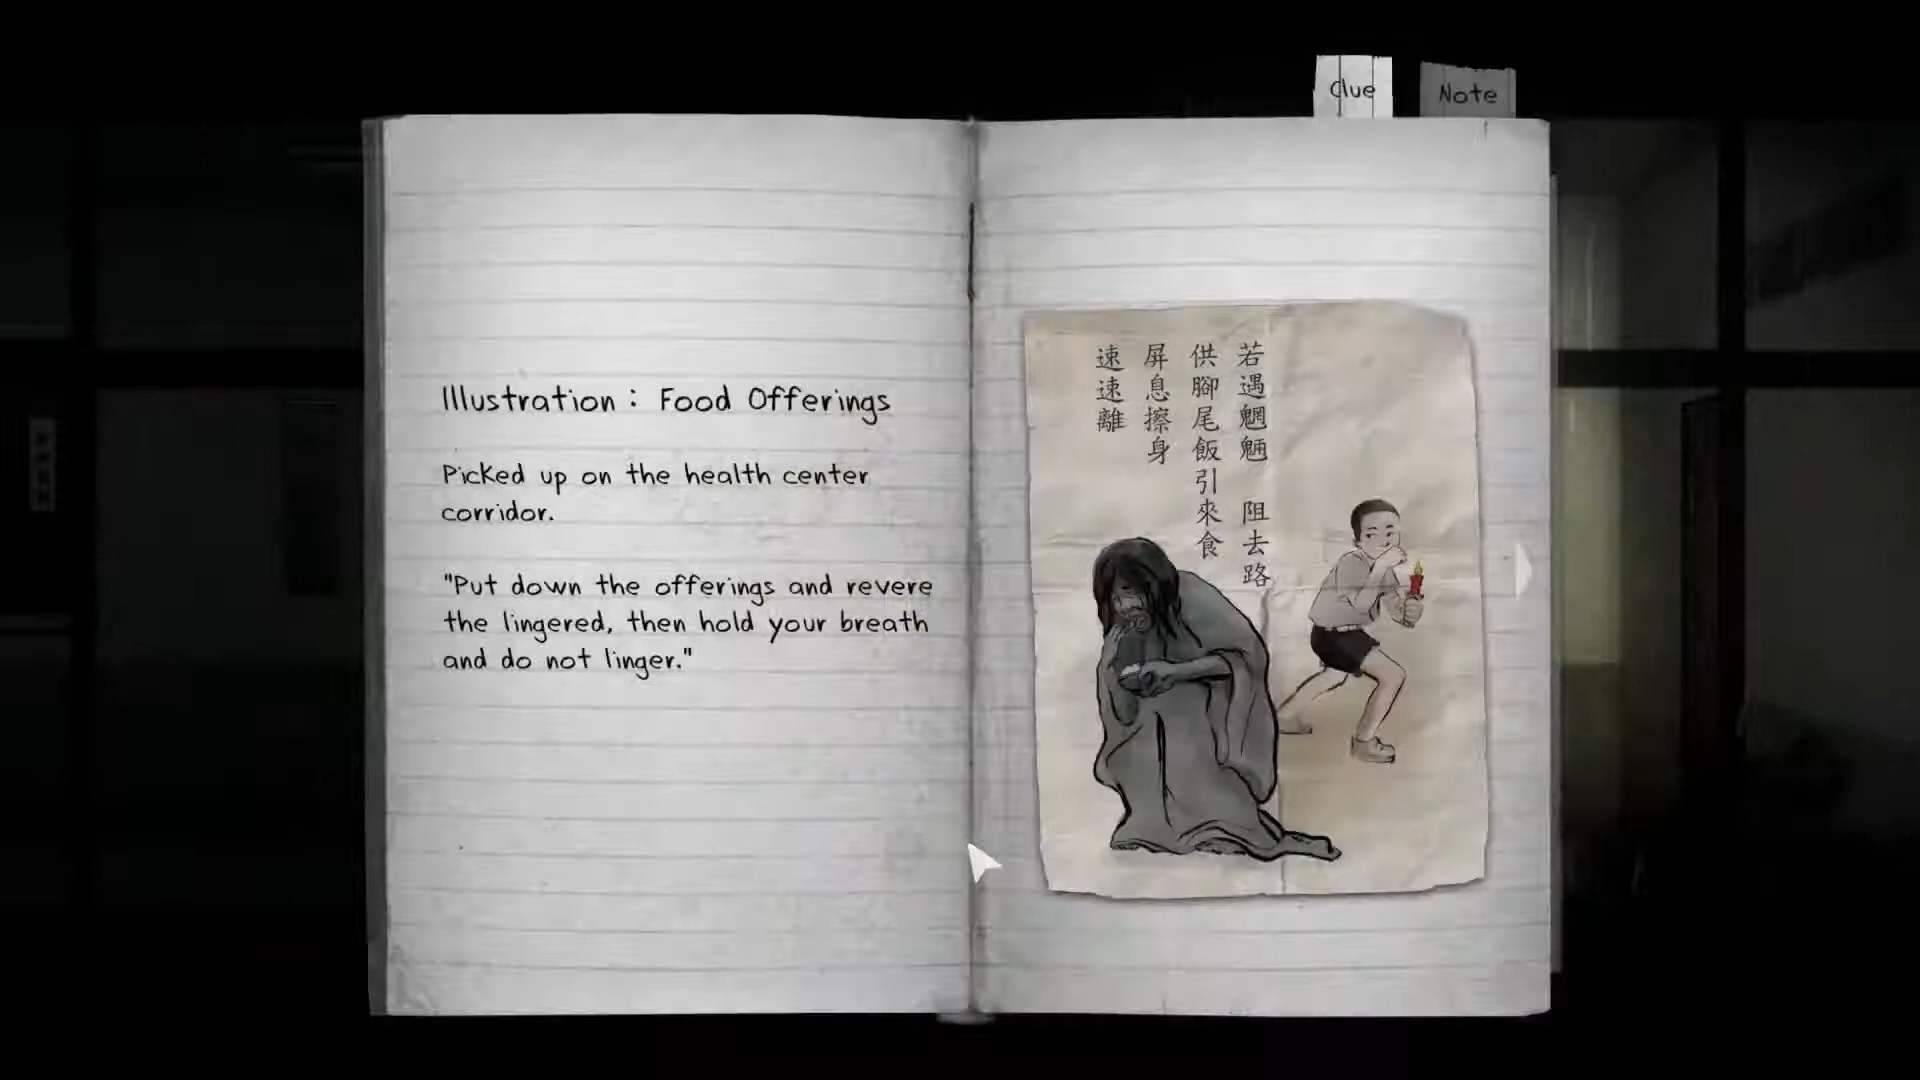 Clue
Note
Illustration : Food Offerings
Picked up on the health center
corridor.
"Put down the offerings and revere
the lingered, then hold your breath
and do not linger."
若遇魍魎 阻去路
供腳尾飯引來食
屏息擦身
速速離